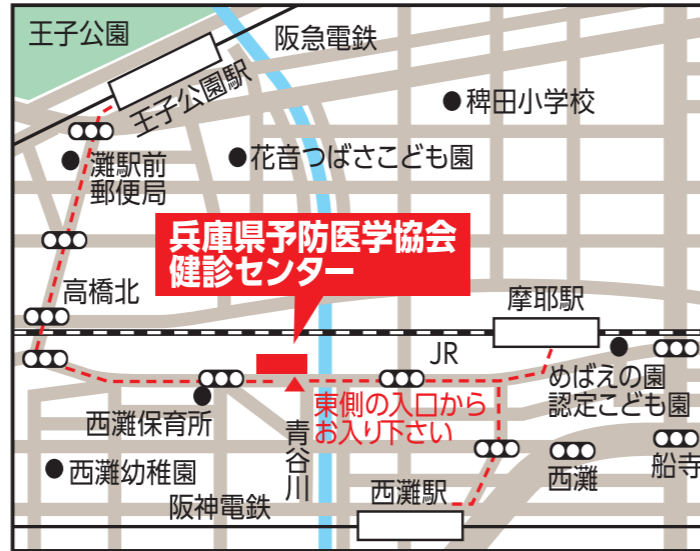 王子公園
阪急電鉄
王子公園駅
稗田小学校
灘駅前
郵便局
花音つばさこども園
兵庫県予防医学協会
健診センター
高橋北
摩耶駅
JR
めばえの園
認定こども園
東側の入口から
お入り下さい
西灘保育所
青谷川
西灘幼稚園
阪神電鉄
西灘駅
西灘
船寺